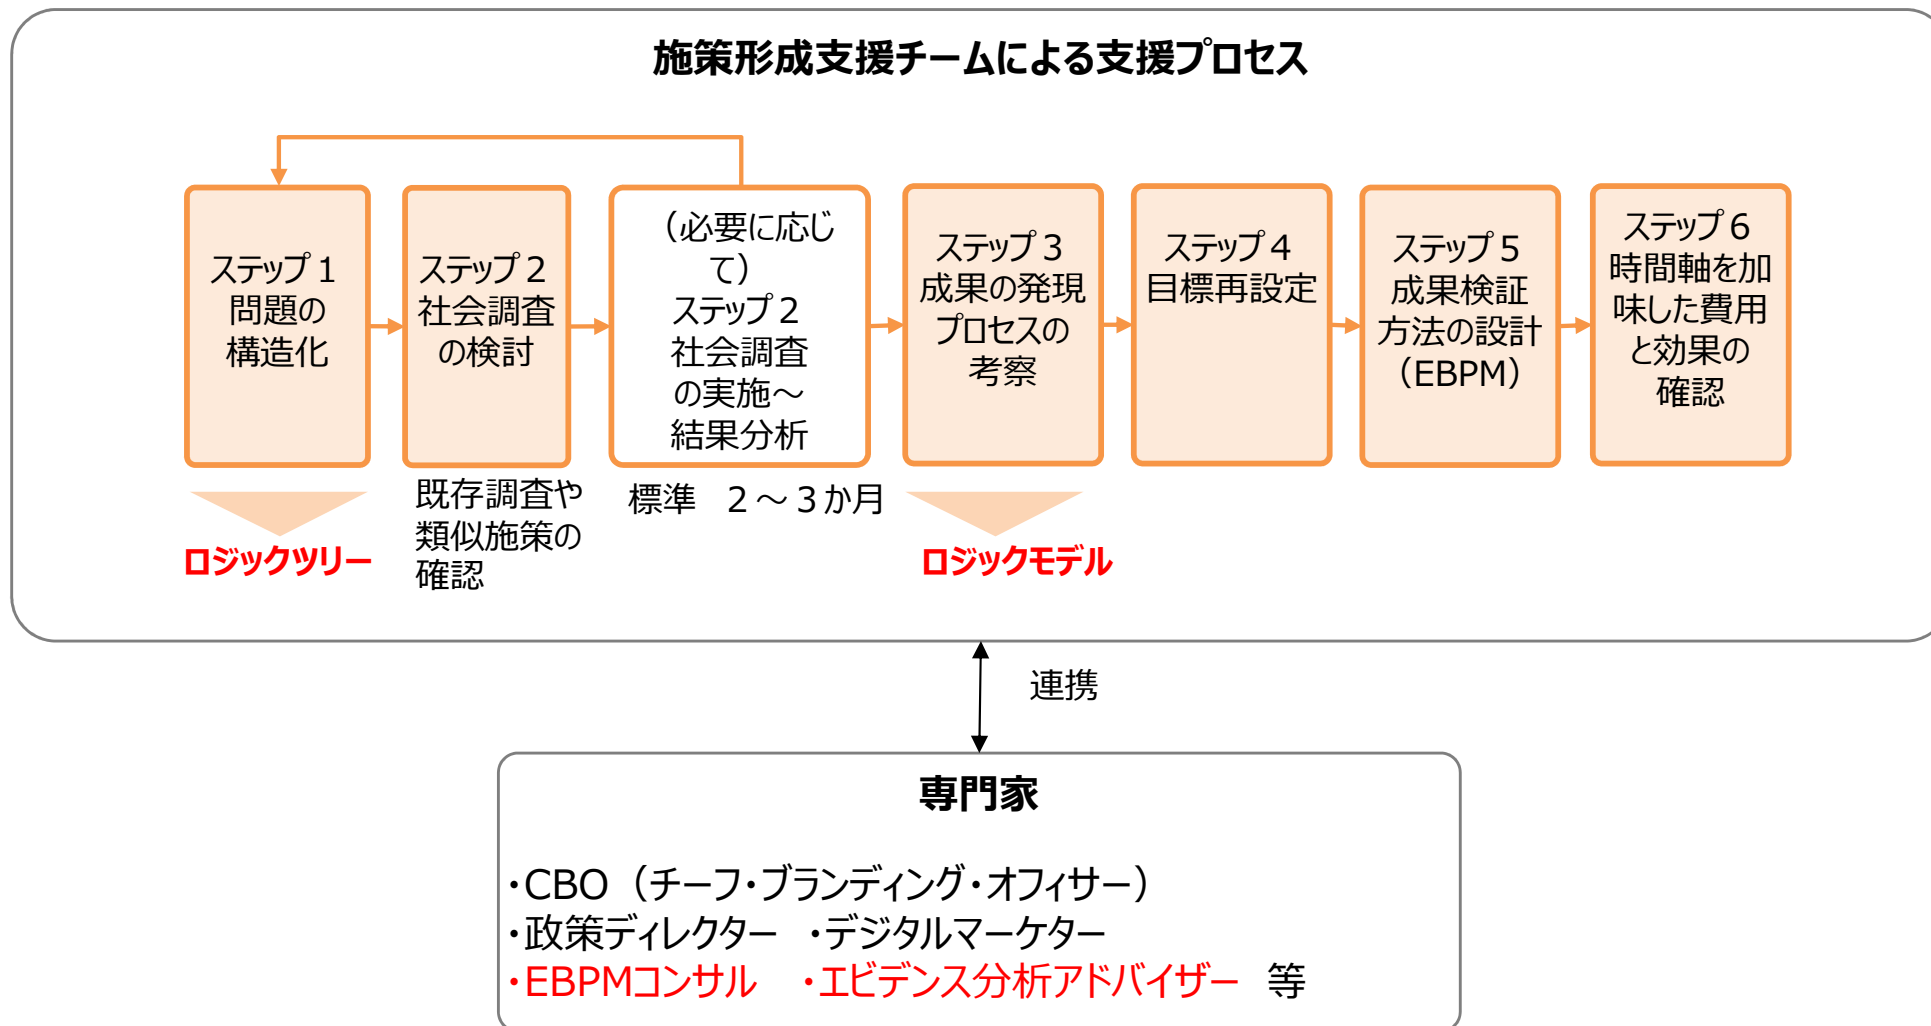 施策形成支援チームによる支援プロセス
ステップ１
問題の
構造化
ステップ２
社会調査
の検討
（必要に応じ
て）
ステップ２
社会調査
の実施～
結果分析
ステップ３
成果の発現
プロセスの
考察
ステップ４
目標再設定
ステップ５
成果検証
方法の設計
（EBPM）
ステップ６
時間軸を加
味した費用
と効果の
確認
ロジックツリー
既存調査や
類似施策の
確認
標準　２～３か月
ロジックモデル
連携
専門家
・CBO（チーフ・ブランディング・オフィサー）
・政策ディレクター　・デジタルマーケター
・EBPMコンサル　・エビデンス分析アドバイザー　等